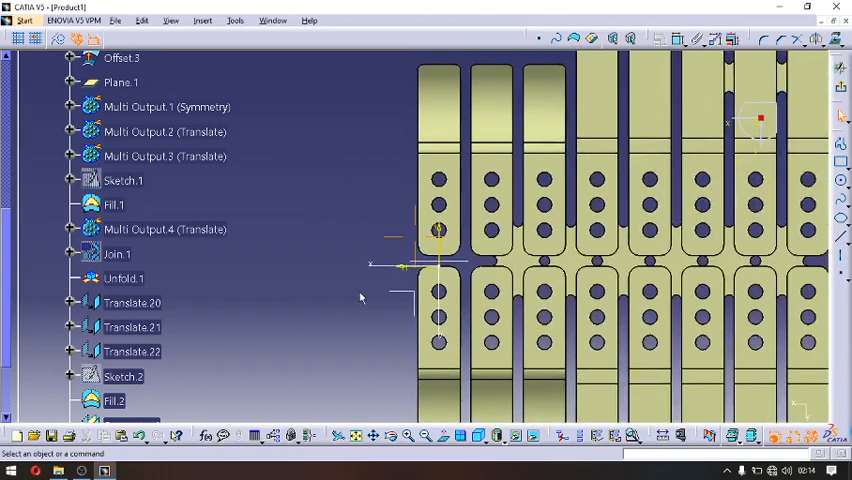 CATIA V5 - [Product1]
Start ENOVIA V5 VPM File Edit View Insert Tools Window Help
Offset.3
Plane.1
Multi Output.1 (Symmetry)
Multi Output.2 (Translate)
Multi Output.3 (Translate)
Sketch.1
Fill.1
Multi Output.4 (Translate)
Join.1
Unfold.1
Translate.20
Translate.21
Translate.22
Sketch.2
Fill.2
x
x
Select an object or a command
CATIA
02:14